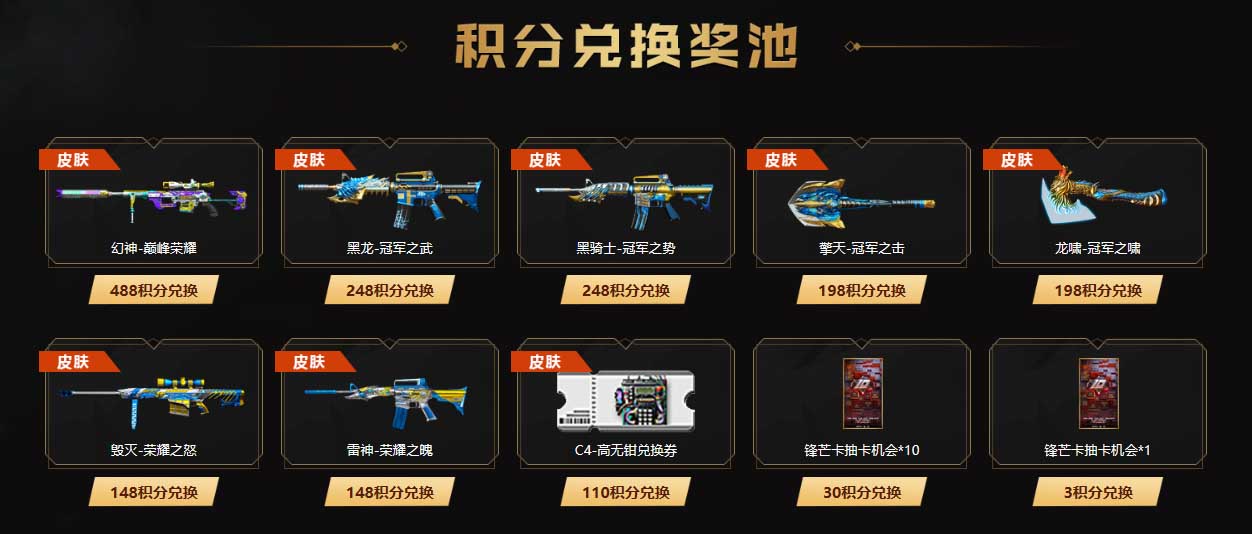 积分兑换奖池
皮肤
皮肤
皮肤
皮肤
皮肤
幻神-巅峰荣耀
黑龙-冠军之武
黑骑士-冠军之势
擎天-冠军之击
龙啸-冠军之啸
488积分兑换
248积分兑换
248积分兑换
198积分兑换
198积分兑换
皮肤
皮肤
皮肤
毁灭-荣耀之怒
雷神-荣耀之魄
C4-高无钳兑换券
锋芒卡抽卡机会*10
锋芒卡抽卡机会*1
148积分兑换
148积分兑换
110积分兑换
30积分兑换
3积分兑换